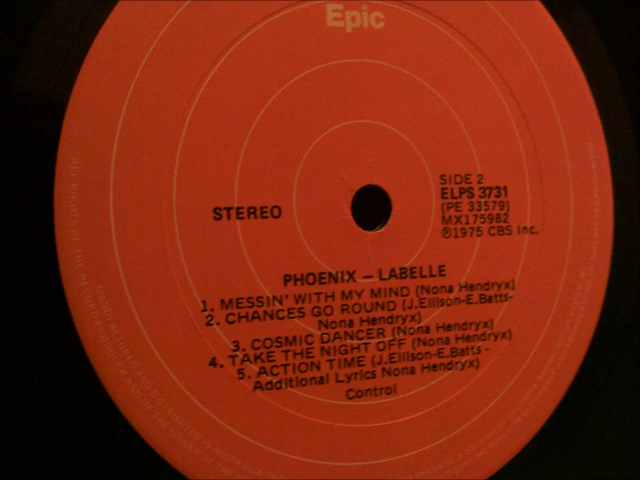 Epic
STEREO
SIDE 2
ELPS 3731
(PE 33579)
MX175982
℗1975 CBS Inc.
PHOENIX – LABELLE
1. MESSIN' WITH MY MIND (Nona Hendryx)
2. CHANCES GO ROUND (J.Ellison-E.Batts-
Nona Hendryx)
3. COSMIC DANCER (Nona Hendryx)
4. TAKE THE NIGHT OFF (Nona Hendryx)
5. ACTION TIME (J.Ellison-E.Batts -
Additional Lyrics Nona Hendryx)
Control